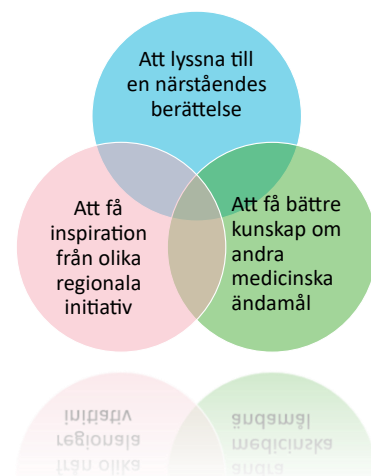 Att lyssna till
en närståendes
berättelse
Att få
inspiration
från olika
regionala
initiativ
Att få bättre
kunskap om
andra
medicinska
ändamål